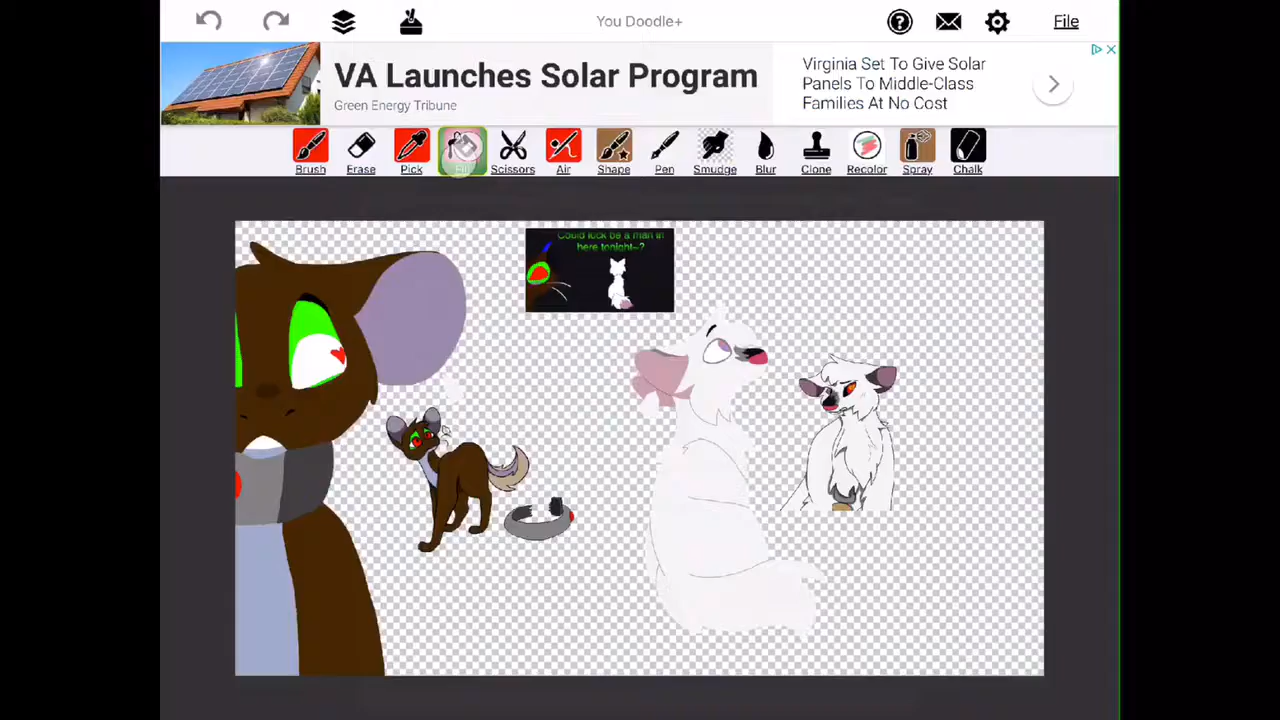 You Doodle+
File
VA Launches Solar Program
Green Energy Tribune
Virginia Set To Give Solar
Panels To Middle-Class
Families At No Cost
Brush Erase Pick Fill Scissors Air Shape Pen Smudge Blur Clone Recolor Spray Chalk
Could luck be a man in
here tonight~?